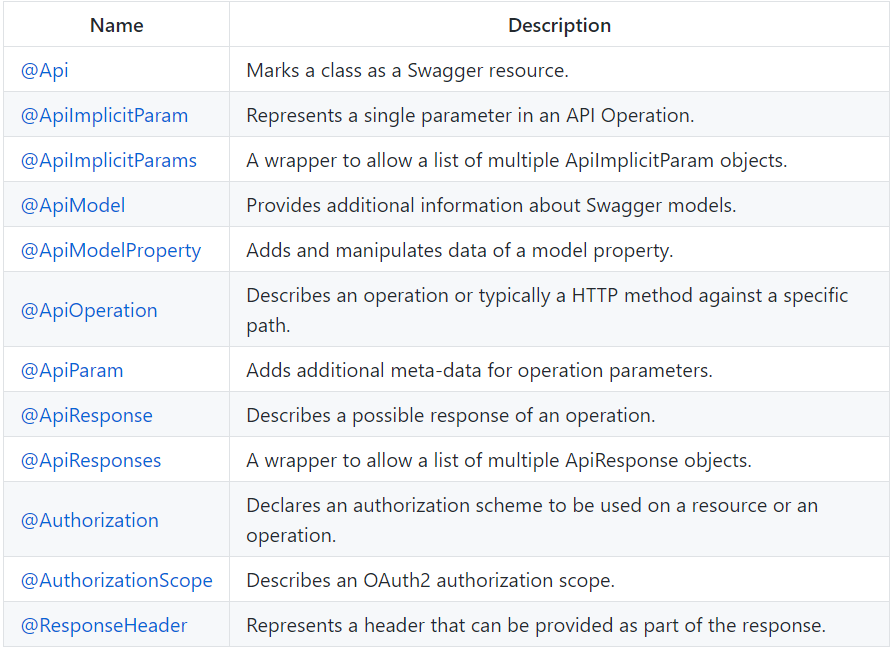 Name Description
@Api Marks a class as a Swagger resource.
@ApiImplicitParam Represents a single parameter in an API Operation.
@ApiImplicitParams A wrapper to allow a list of multiple ApiImplicitParam objects.
@ApiModel Provides additional information about Swagger models.
@ApiModelProperty Adds and manipulates data of a model property.
@ApiOperation Describes an operation or typically a HTTP method against a specific
path.
@ApiParam Adds additional meta-data for operation parameters.
@ApiResponse Describes a possible response of an operation.
@ApiResponses A wrapper to allow a list of multiple ApiResponse objects.
@Authorization Declares an authorization scheme to be used on a resource or an
operation.
@AuthorizationScope Describes an OAuth2 authorization scope.
@ResponseHeader Represents a header that can be provided as part of the response.